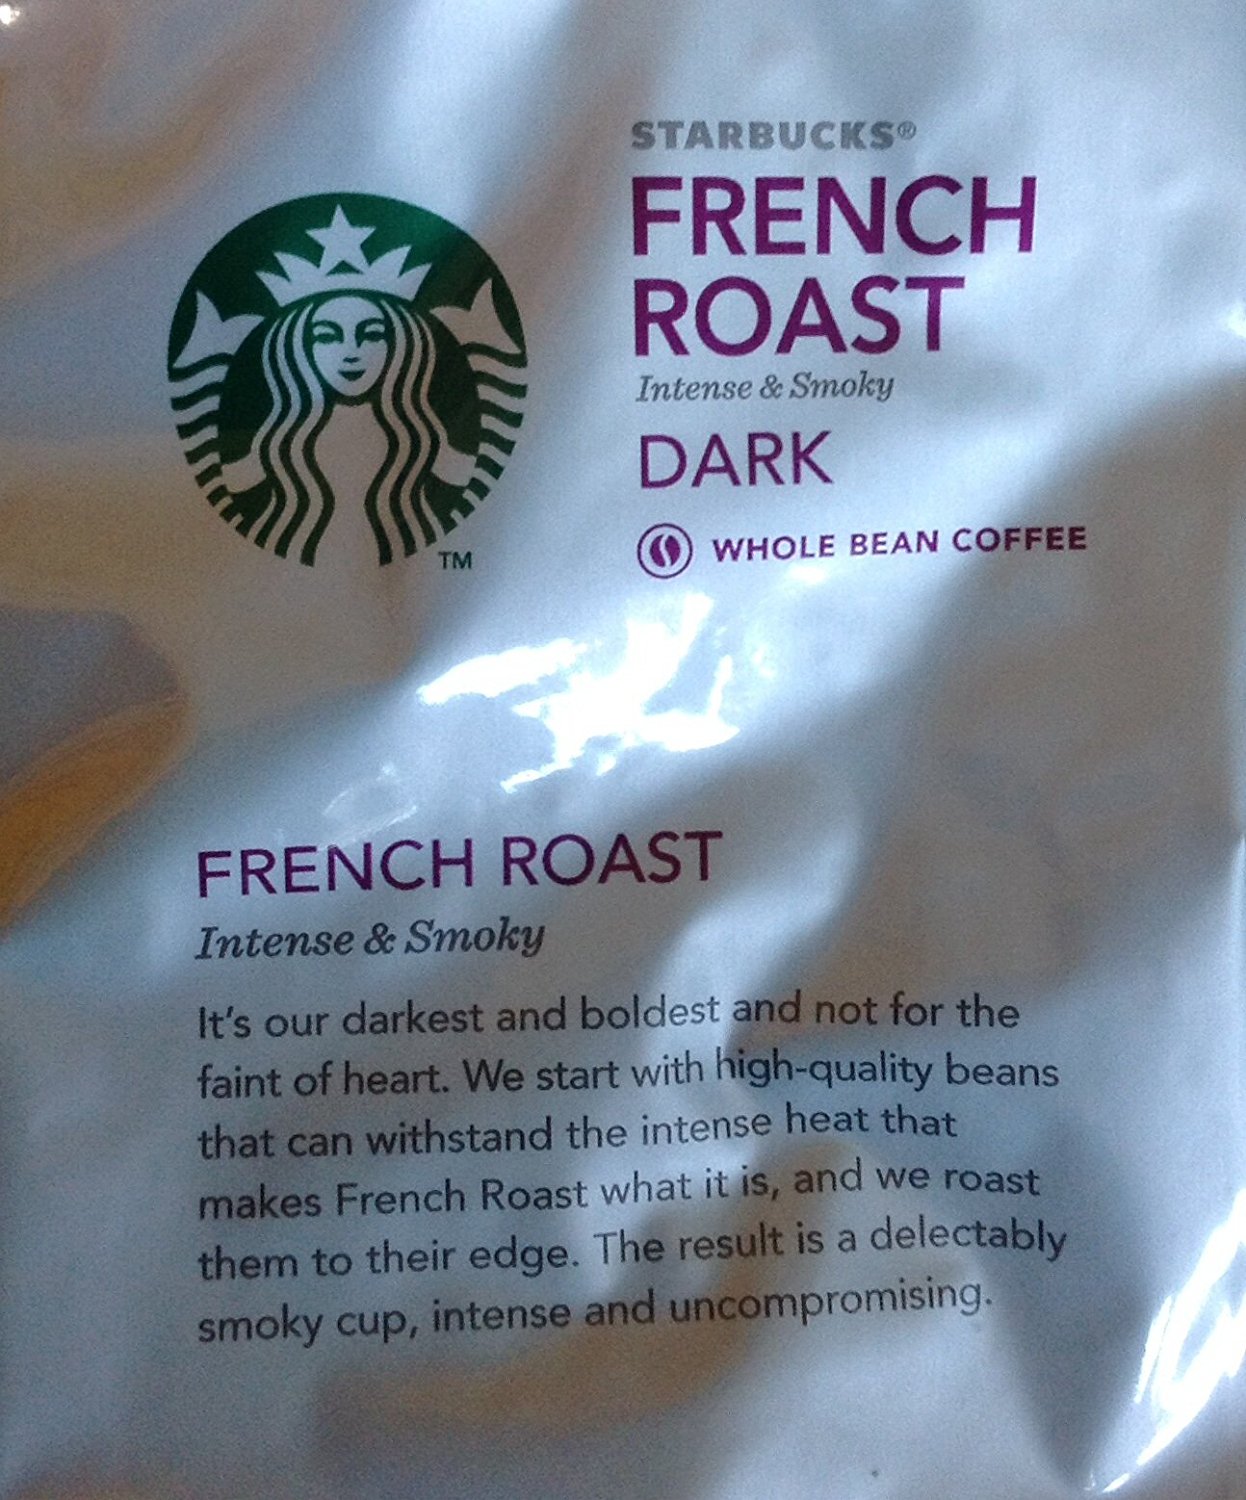 STARBUCKS®
FRENCH
ROAST
Intense & Smoky
DARK
WHOLE BEAN COFFEE
TM
FRENCH ROAST
Intense & Smoky
It's our darkest and boldest and not for the
faint of heart. We start with high-quality beans
that can withstand the intense heat that
makes French Roast what it is, and we roast
them to their edge. The result is a delectably
smoky cup, intense and uncompromising.